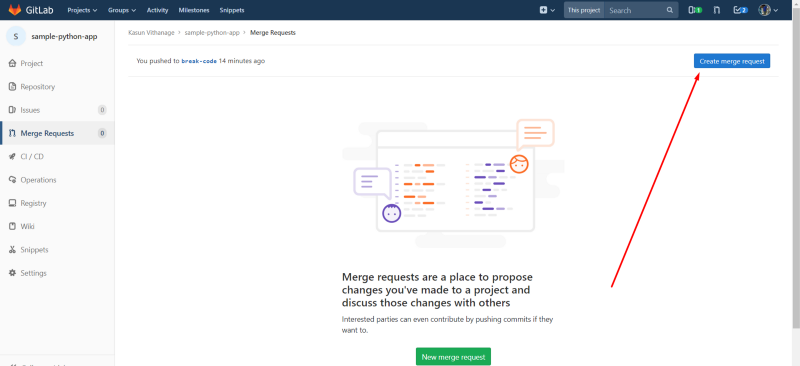 GitLab Projects Groups Activity Milestones Snippets This project Search 1 2
S sample-python-app
Kasun Vithanage > sample-python-app > Merge Requests
You pushed to break-code 14 minutes ago
Create merge request
Project
Repository
Issues 0
Merge Requests 0
CI / CD
Operations
Registry
Wiki
Snippets
Settings
Merge requests are a place to propose
changes you've made to a project and
discuss those changes with others
Interested parties can even contribute by pushing commits if they
want to.
New merge request